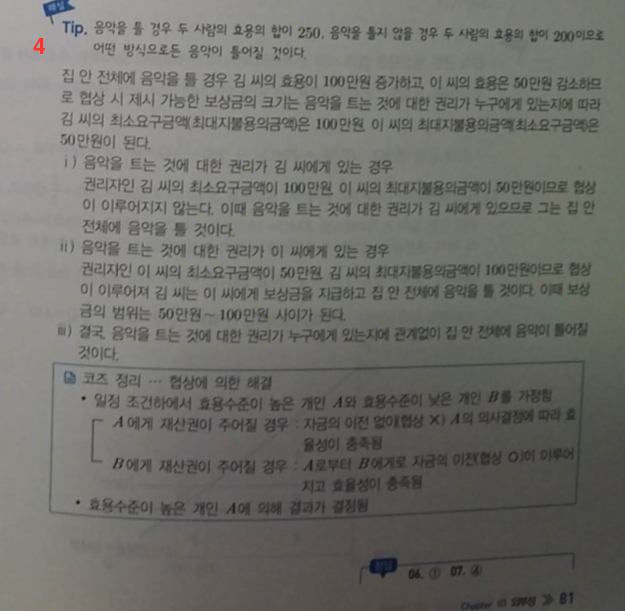 해설
Tip. 음악을 틀 경우 두 사람의 효용의 합이 250, 음악을 틀지 않을 경우 두 사람의 효용의 합이 200이므로
4
어떤 방식으로든 음악이 틀어질 것이다.
집 안 전체에 음악을 틀 경우 김 씨의 효용이 100만원 증가하고, 이 씨의 효용은 50만원 감소하므
로 협상 시 제시 가능한 보상금의 크기는 음악을 트는 것에 대한 권리가 누구에게 있는지에 따라
김 씨의 최소요구금액(최대지불용의금액)은 100만원, 이 씨의 최대지불용의금액(최소요구금액)은
50만원이 된다.
ⅰ) 음악을 트는 것에 대한 권리가 김 씨에게 있는 경우
권리자인 김 씨의 최소요구금액이 100만원, 이 씨의 최대지불용의금액이 50만원이므로 협상
이 이루어지지 않는다. 이때 음악을 트는 것에 대한 권리가 김 씨에게 있으므로 그는 집 안
전체에 음악을 틀 것이다.
ⅱ) 음악을 트는 것에 대한 권리가 이 씨에게 있는 경우
권리자인 이 씨의 최소요구금액이 50만원, 김 씨의 최대지불용의금액이 100만원이므로 협상
이 이루어져 김 씨는 이 씨에게 보상금을 지급하고 집 안 전체에 음악을 틀 것이다. 이때 보상
금의 범위는 50만원~100만원 사이가 된다.
ⅲ) 결국, 음악을 트는 것에 대한 권리가 누구에게 있는지에 관계없이 집 안 전체에 음악이 틀어질
것이다.
코즈 정리 … 협상에 의한 해결
• 일정 조건하에서 효용수준이 높은 개인 A와 효용수준이 낮은 개인 B를 가정함
A에게 재산권이 주어질 경우 : 자금의 이전 없이(협상 ×) A의 의사결정에 따라 효
율성이 충족됨
B에게 재산권이 주어질 경우 : A로부터 B에게로 자금의 이전(협상 ○)이 이루어
지고 효율성이 충족됨
• 효용수준이 높은 개인 A에 의해 결과가 결정됨
정답
06. ① 07. ④
Chapter 10 외부성 ≫ 81